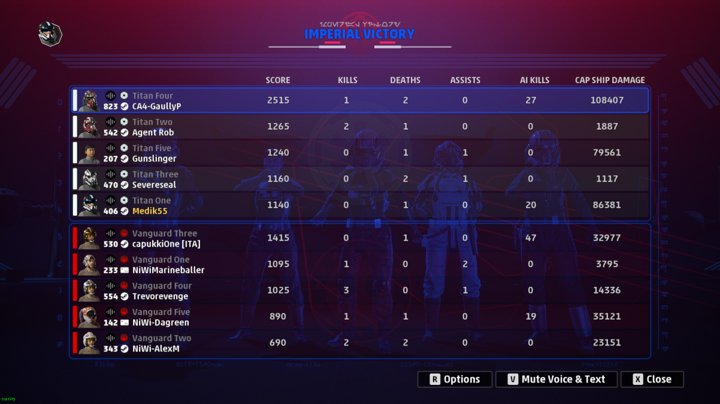 IMPERIAL VICTORY
SCORE KILLS DEATHS ASSISTS AI KILLS CAP SHIP DAMAGE
Titan Four
823 CA4-GaullyP 2515 1 2 0 27 108407
Titan Two
542 Agent Rob 1265 2 1 0 0 1887
Titan Five
207 Gunslinger 1240 0 1 1 0 79561
Titan Three
470 Severeseal 1160 0 2 1 0 1117
Titan One
406 Medik55 1140 0 1 0 20 86381
Vanguard Three
530 capukkiOne [ITA] 1415 0 1 0 47 32977
Vanguard One
233 NiWiMarineballer 1095 1 0 2 0 3795
Vanguard Four
554 Trevorevenge 1025 3 0 1 0 14336
Vanguard Five
142 NiWi-Dagreen 890 1 1 0 19 35121
Vanguard Two
343 NiWi-AlexM 690 2 2 0 0 23151
R Options V Mute Voice & Text X Close